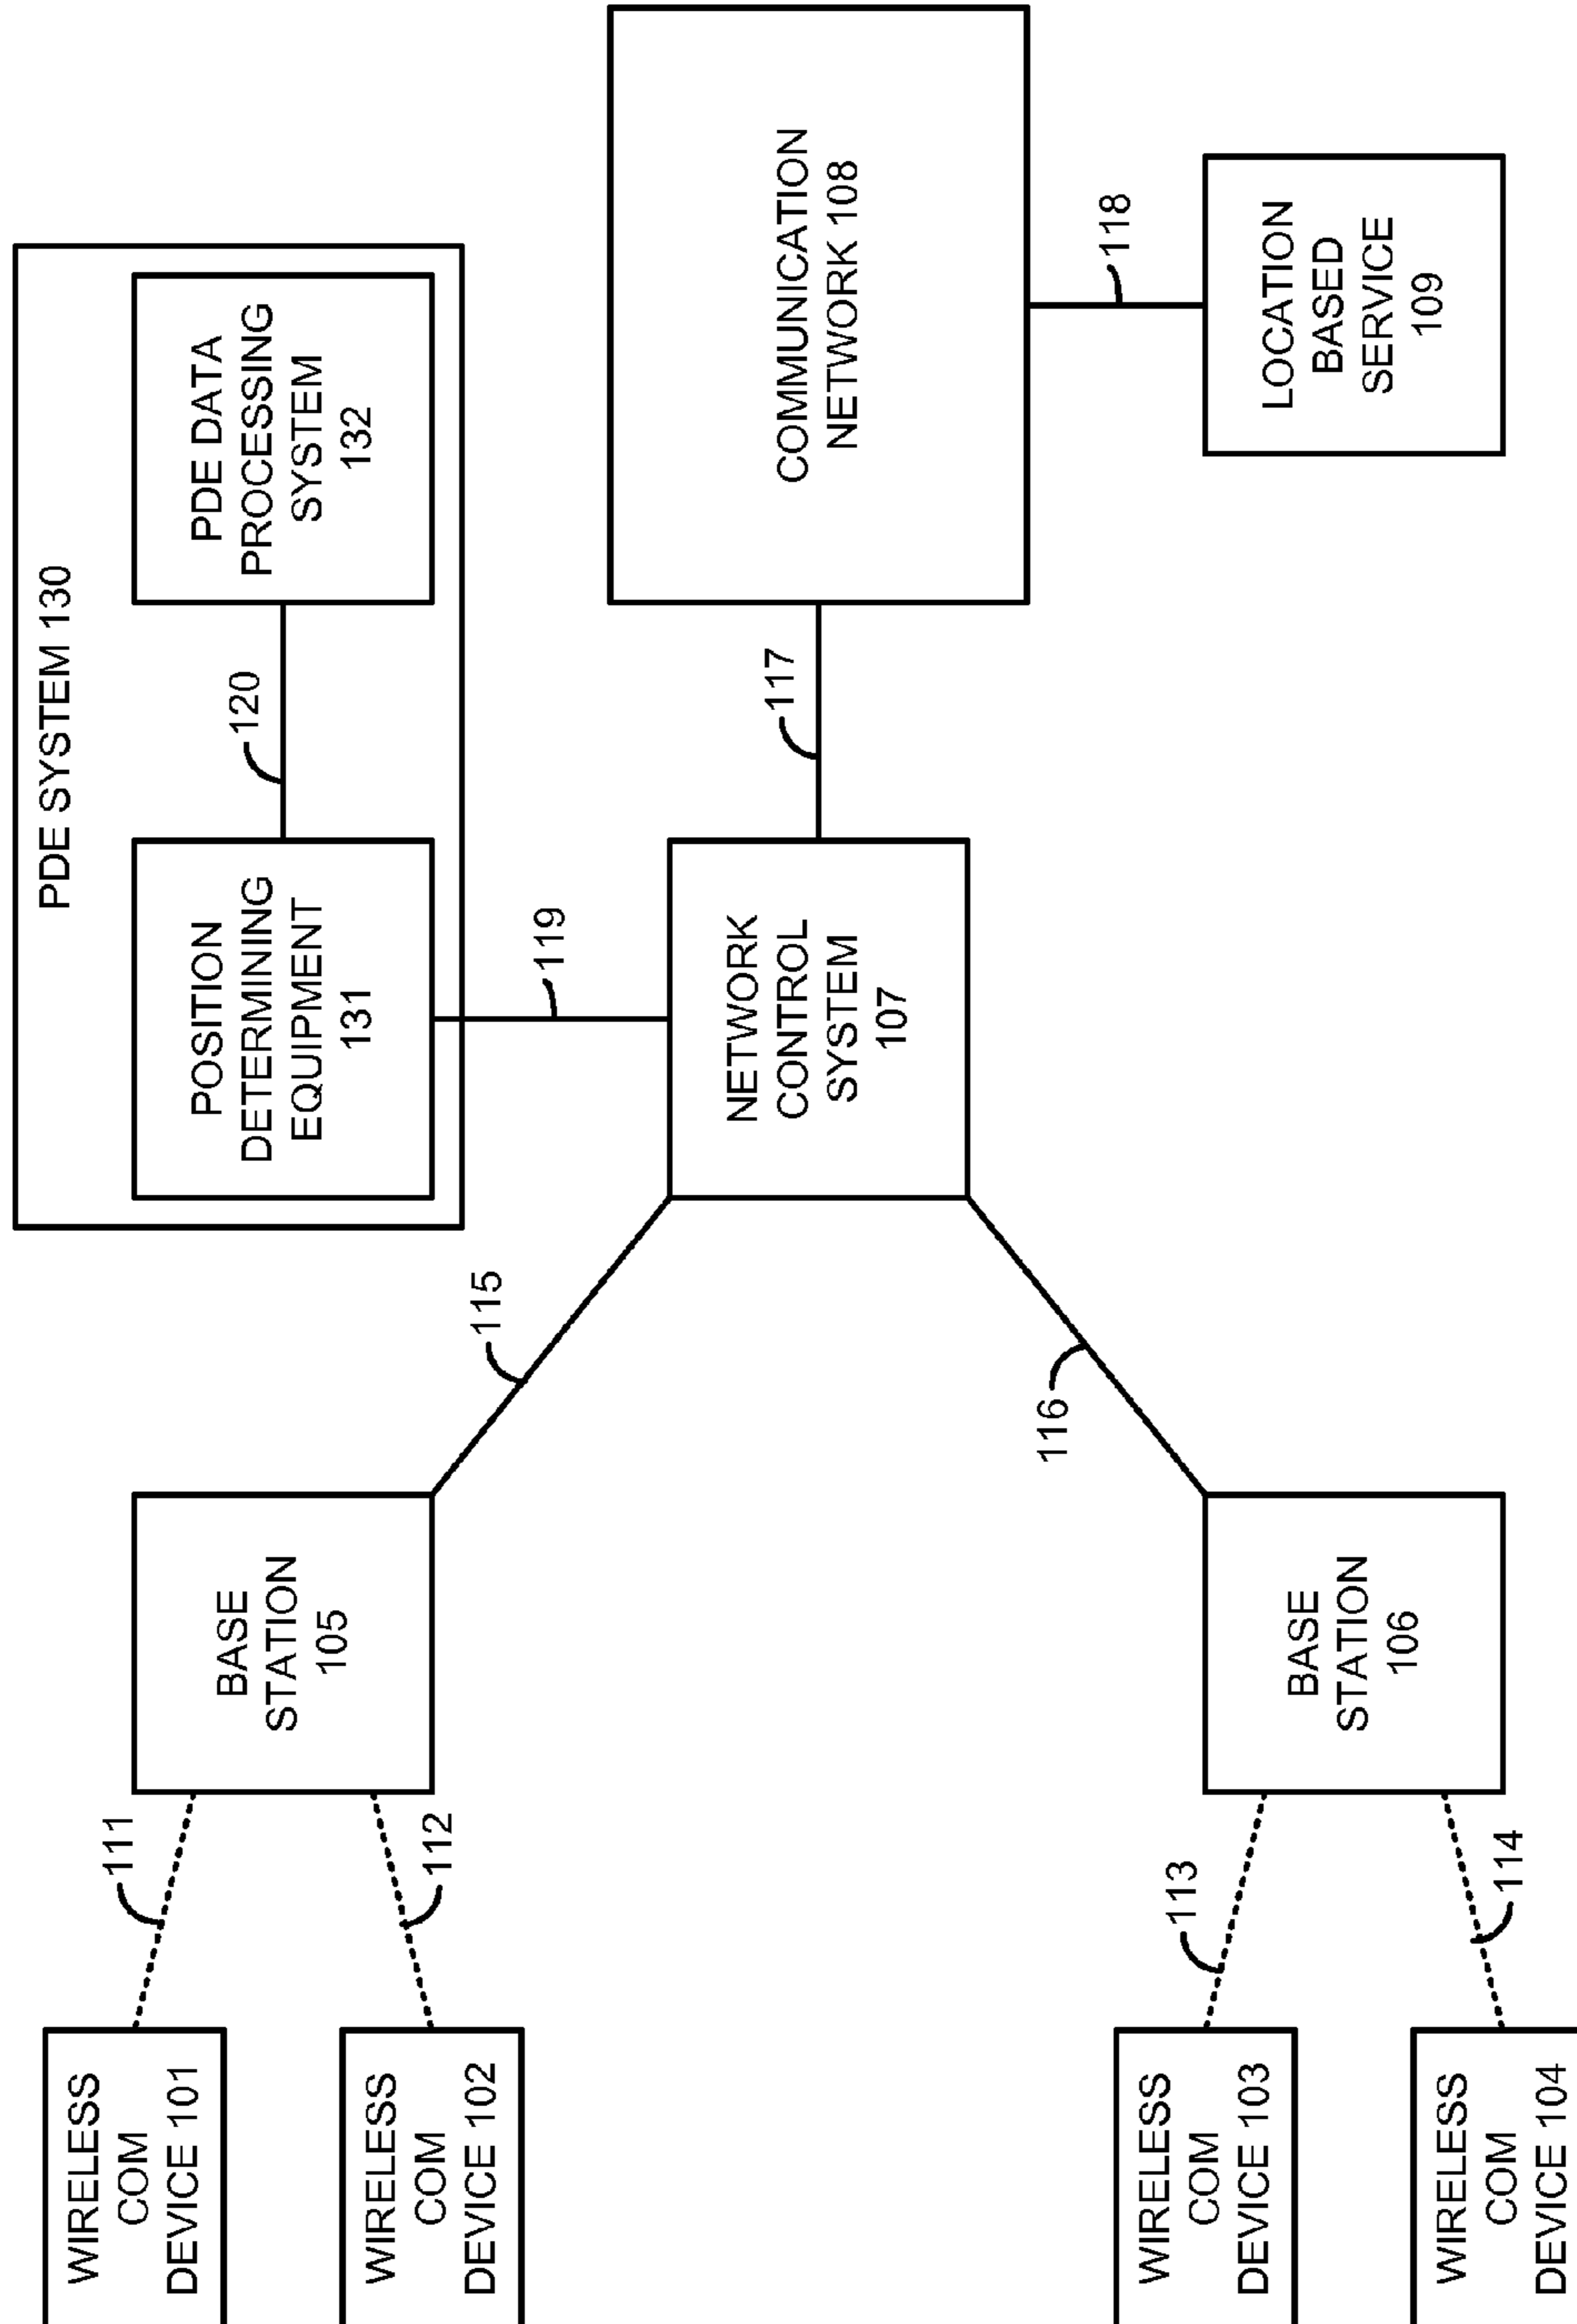 PDE SYSTEM 130
WIRELESS
COM
DEVICE 101
111
BASE
STATION
105
POSITION
DETERMINING
EQUIPMENT
131
120
PDE DATA
PROCESSING
SYSTEM
132
WIRELESS
COM
DEVICE 102
112
115
119
NETWORK
CONTROL
SYSTEM
107
117
COMMUNICATION
NETWORK 108
116
118
WIRELESS
COM
DEVICE 103
113
BASE
STATION
106
LOCATION
BASED
SERVICE
109
WIRELESS
COM
DEVICE 104
114